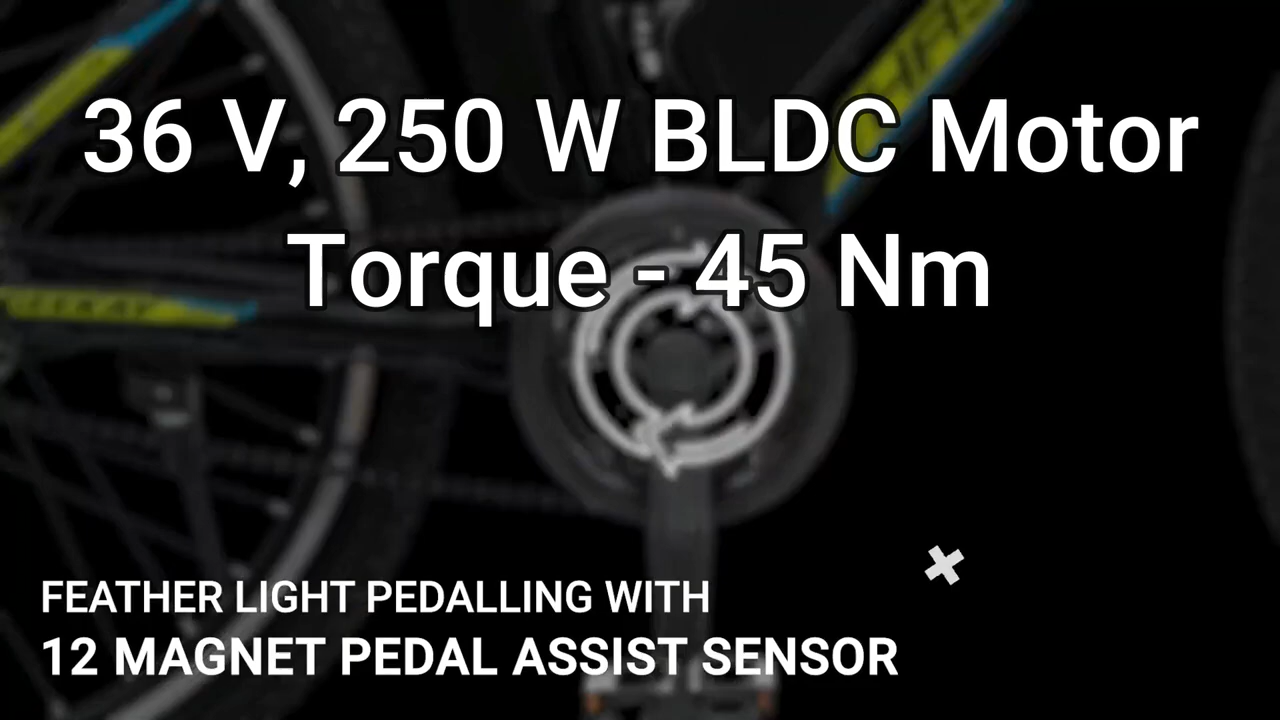 36 V, 250 W BLDC Motor
Torque - 45 Nm
FEATHER LIGHT PEDALLING WITH
12 MAGNET PEDAL ASSIST SENSOR